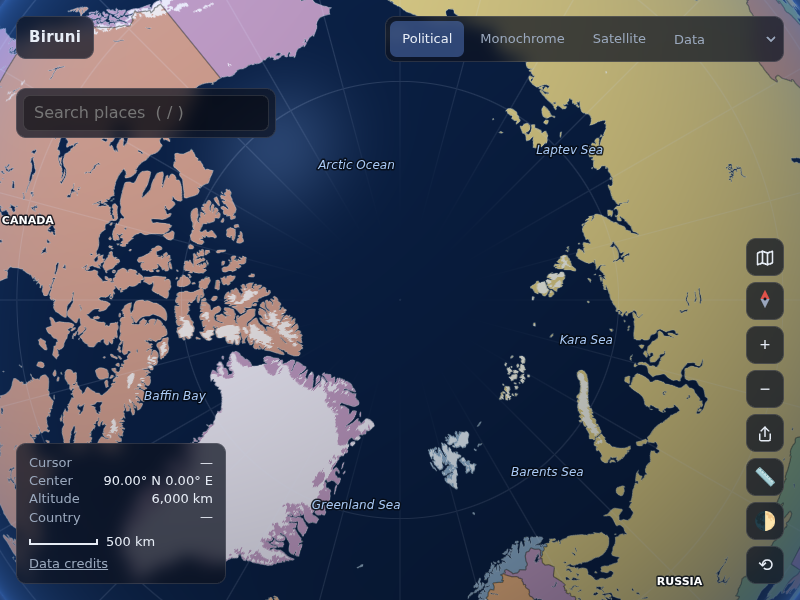 Biruni
Political Monochrome Satellite Data
Search places ( / )
Arctic Ocean
Laptev Sea
CANADA
Kara Sea
Baffin Bay
Barents Sea
Greenland Sea
RUSSIA
+
−
Cursor —
Center 90.00° N 0.00° E
Altitude 6,000 km
Country —
500 km
Data credits